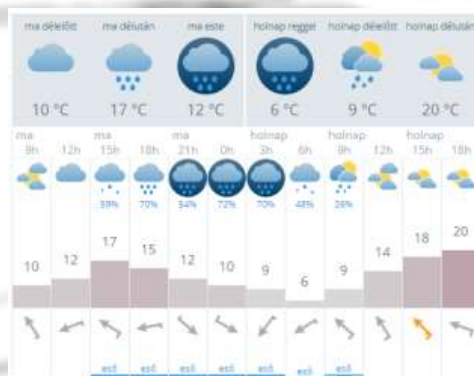 ma délelőtt ma délután ma este holnap reggel holnap délelőtt holnap délután
10 °C 17 °C 12 °C 6 °C 9 °C 20 °C
ma ma ma holnap holnap holnap
9h 12h 15h 18h 21h 0h 3h 6h 9h 12h 15h 18h
59% 70% 54% 72% 70% 48% 26%
10 12 17 15 12 10 9 6 9 14 18 20
eső eső eső eső eső eső eső